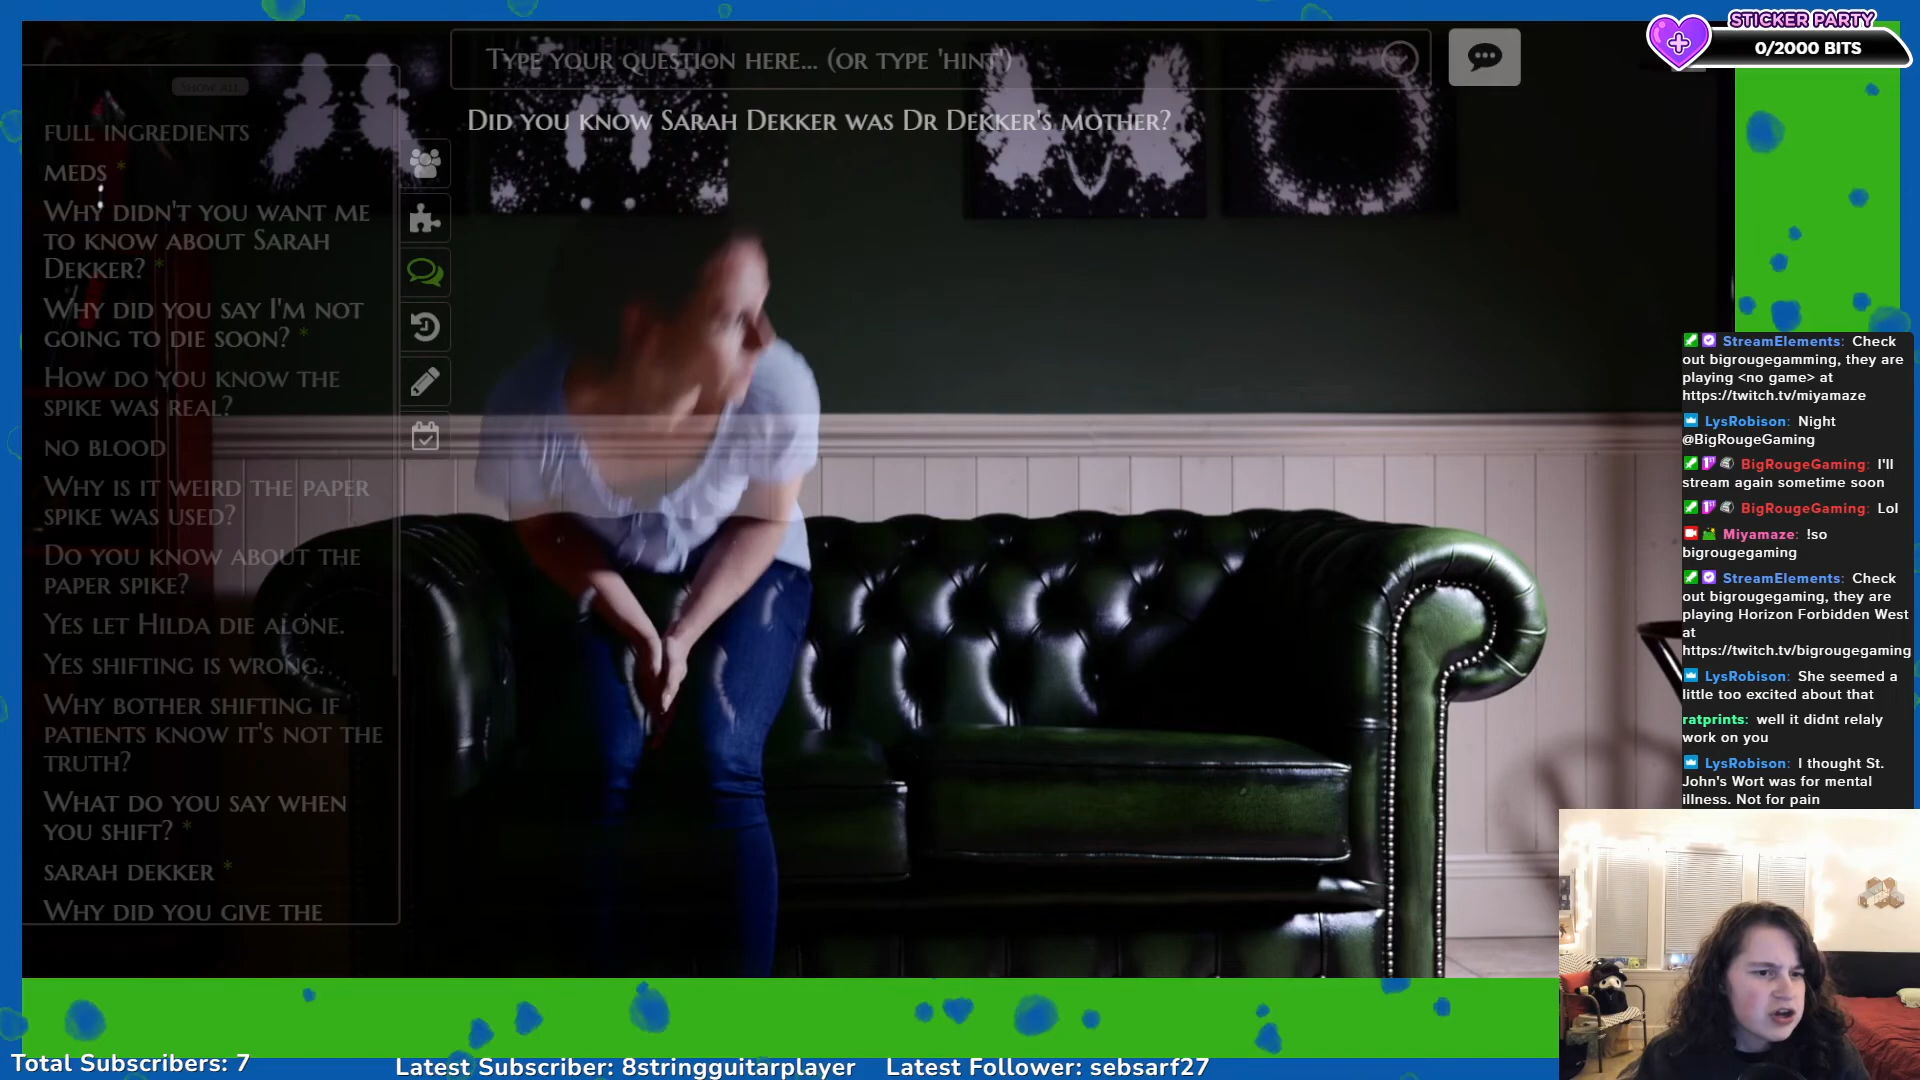 STICKER PARTY
0/2000 BITS
Type your question here... (or type 'hint')
Show all
Did you know Sarah Dekker was Dr Dekker's mother?
full ingredients
meds *
Why didn't you want me
to know about Sarah
Dekker? *
Why did you say I'm not
going to die soon? *
How do you know the
spike was real?
no blood
Why is it weird the paper
spike was used?
Do you know about the
paper spike?
Yes let Hilda die alone.
Yes shifting is wrong.
Why bother shifting if
patients know it's not the
truth?
What do you say when
you shift? *
sarah dekker *
Why did you give the
StreamElements: Check
out bigrougegamming, they are
playing <no game> at
https://twitch.tv/miyamaze
LysRobison: Night
@BigRougeGaming
BigRougeGaming: I'll
stream again sometime soon
BigRougeGaming: Lol
Miyamaze: !so
bigrougegaming
StreamElements: Check
out bigrougegaming, they are
playing Horizon Forbidden West
at
https://twitch.tv/bigrougegaming
LysRobison: She seemed a
little too excited about that
ratprints: well it didnt relaly
work on you
LysRobison: I thought St.
John's Wort was for mental
illness. Not for pain
Total Subscribers: 7
Latest Subscriber: 8stringguitarplayer
Latest Follower: sebsarf27